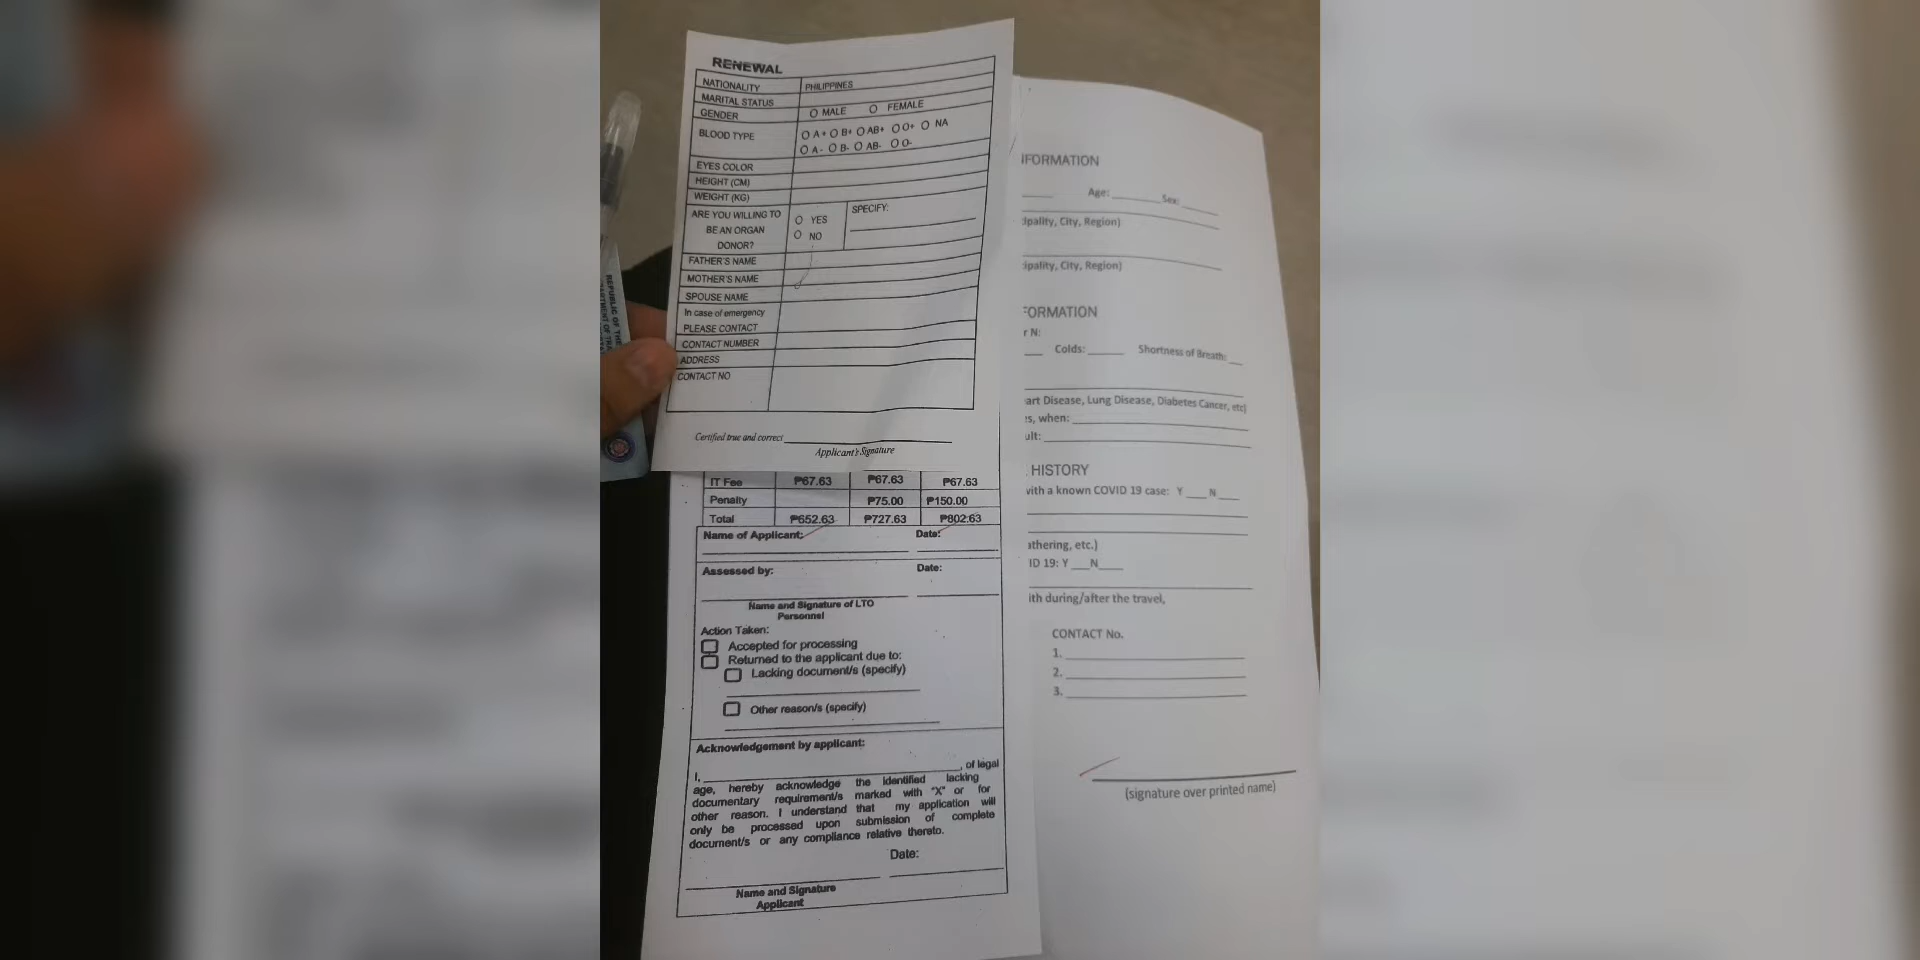 RENEWAL
NATIONALITY PHILIPPINES
MARITAL STATUS
GENDER O MALE O FEMALE
BLOOD TYPE O A+ O B+ O AB+ O O+ O NA
O A- O B- O AB- O O-
EYES COLOR
HEIGHT (CM)
WEIGHT (KG)
ARE YOU WILLING TO BE AN ORGAN DONOR? O YES O NO SPECIFY:
FATHER'S NAME
MOTHER'S NAME
SPOUSE NAME
In case of emergency
PLEASE CONTACT
CONTACT NUMBER
ADDRESS
CONTACT NO
Certified true and correct
Applicant's Signature
IT Fee ₱67.63 ₱67.63 ₱67.63
Penalty ₱75.00 ₱150.00
Total ₱652.63 ₱727.63 ₱802.63
Name of Applicant: Date:
Assessed by: Date:
Name and Signature of LTO
Personnel
Action Taken:
Accepted for processing
Returned to the applicant due to:
Lacking document/s (specify)
Other reason/s (specify)
Acknowledgement by applicant:
I, , of legal
age, hereby acknowledge the identified lacking
documentary requirement/s marked with "X" or for
other reason. I understand that my application will
only be processed upon submission of complete
document/s or any compliance relative thereto.
Date:
Name and Signature
Applicant
REPUBLIC OF THE
IFORMATION
Age: Sex:
ipality, City, Region)
ipality, City, Region)
FORMATION
r N:
Colds: Shortness of Breath:
art Disease, Lung Disease, Diabetes Cancer, etc)
s, when:
ult:
HISTORY
with a known COVID 19 case: Y N
athering, etc.)
ID 19: Y N
ith during/after the travel,
CONTACT No.
1.
2.
3.
(signature over printed name)